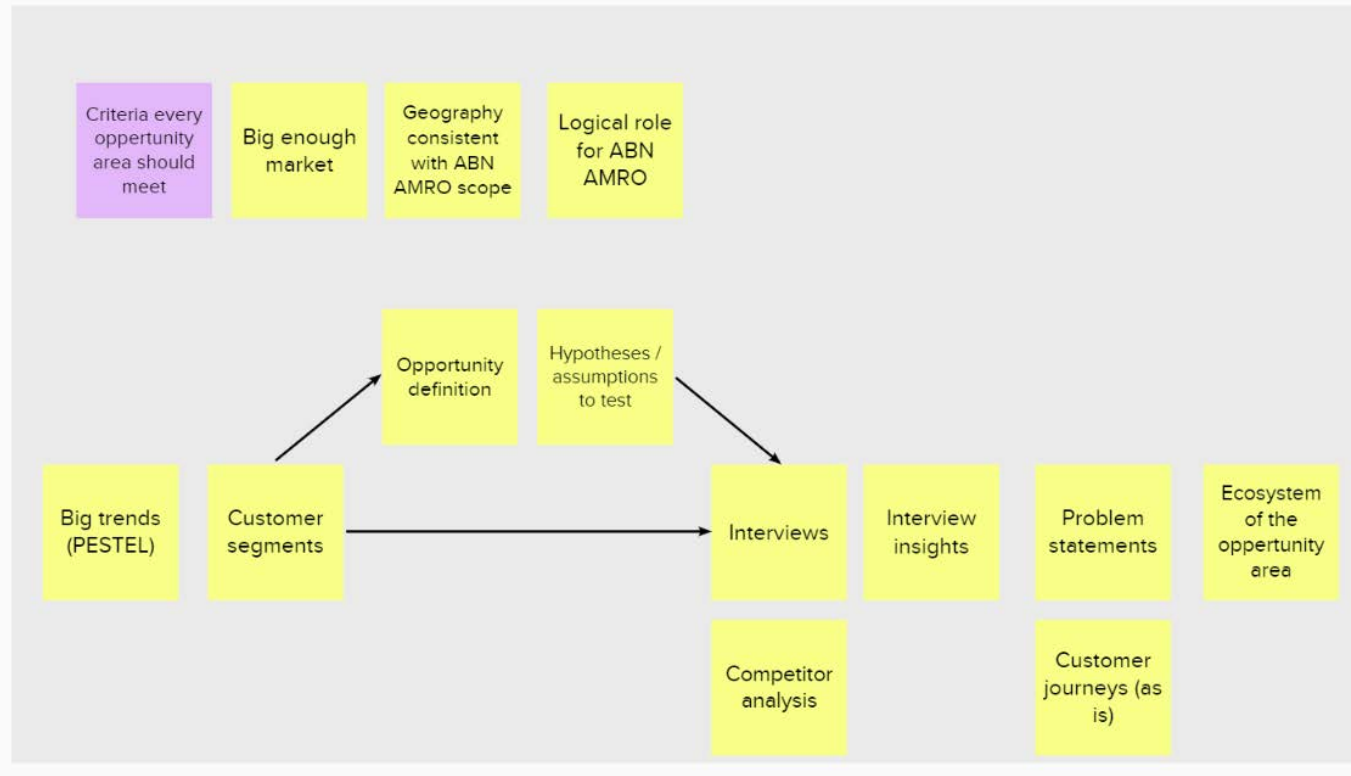 Criteria every
oppertunity
area should
meet
Big enough
market
Geography
consistent
with ABN
AMRO scope
Logical role
for ABN
AMRO
Opportunity
definition
Hypotheses /
assumptions
to test
Big trends
(PESTEL)
Customer
segments
Interviews
Interview
insights
Problem
statements
Ecosystem
of the
oppertunity
area
Competitor
analysis
Customer
journeys (as
is)